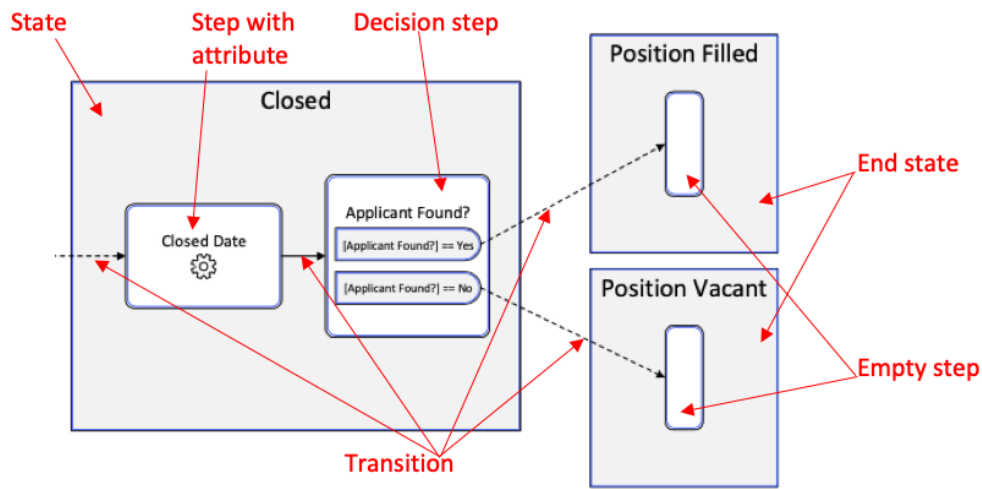 State
Step with
attribute
Decision step
Closed
Position Filled
End state
Closed Date
Applicant Found?
[Applicant Found?] == Yes
[Applicant Found?] == No
Position Vacant
Empty step
Transition